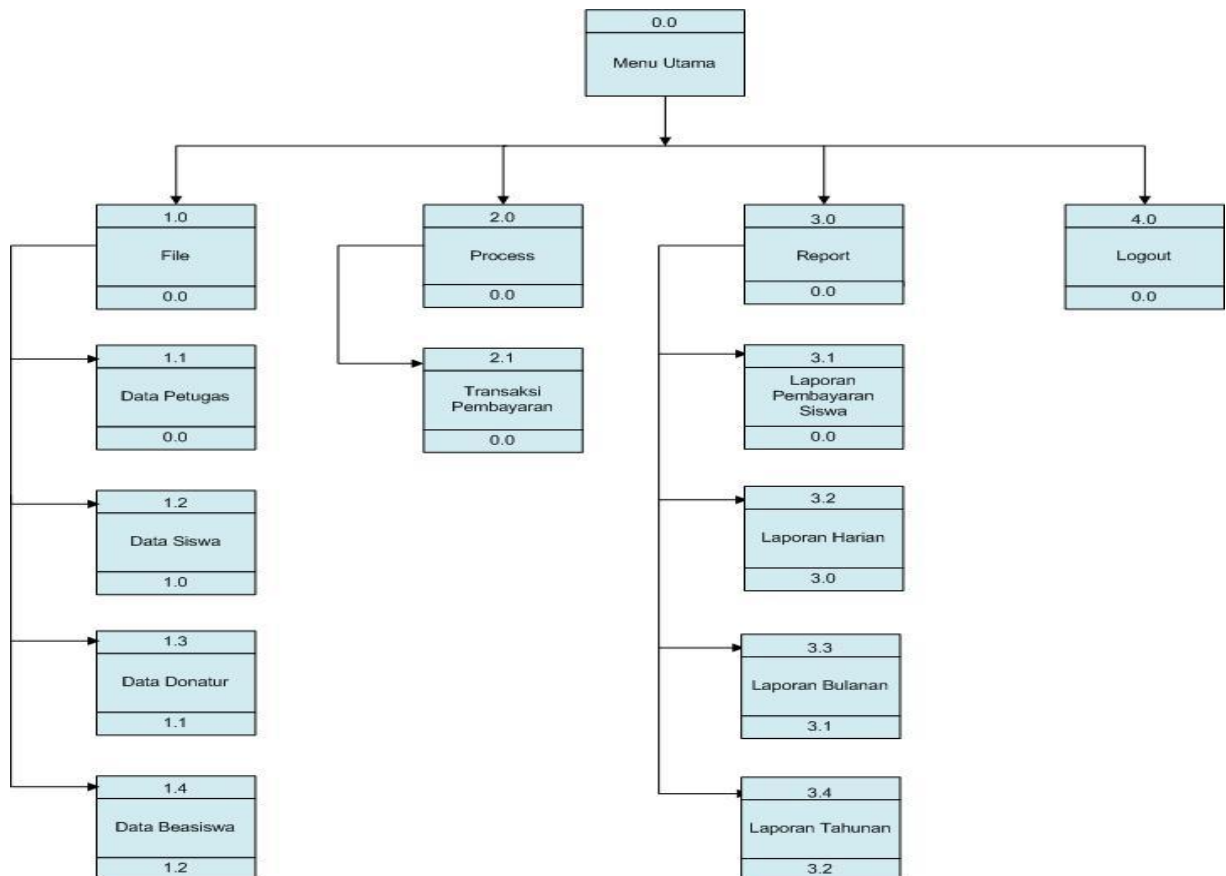 0.0
Menu Utama
1.0
File
0.0
2.0
Process
0.0
3.0
Report
0.0
4.0
Logout
0.0
1.1
Data Petugas
0.0
2.1
Transaksi
Pembayaran
0.0
3.1
Laporan
Pembayaran
Siswa
0.0
1.2
Data Siswa
1.0
3.2
Laporan Harian
3.0
1.3
Data Donatur
1.1
3.3
Laporan Bulanan
3.1
1.4
Data Beasiswa
1.2
3.4
Laporan Tahunan
3.2